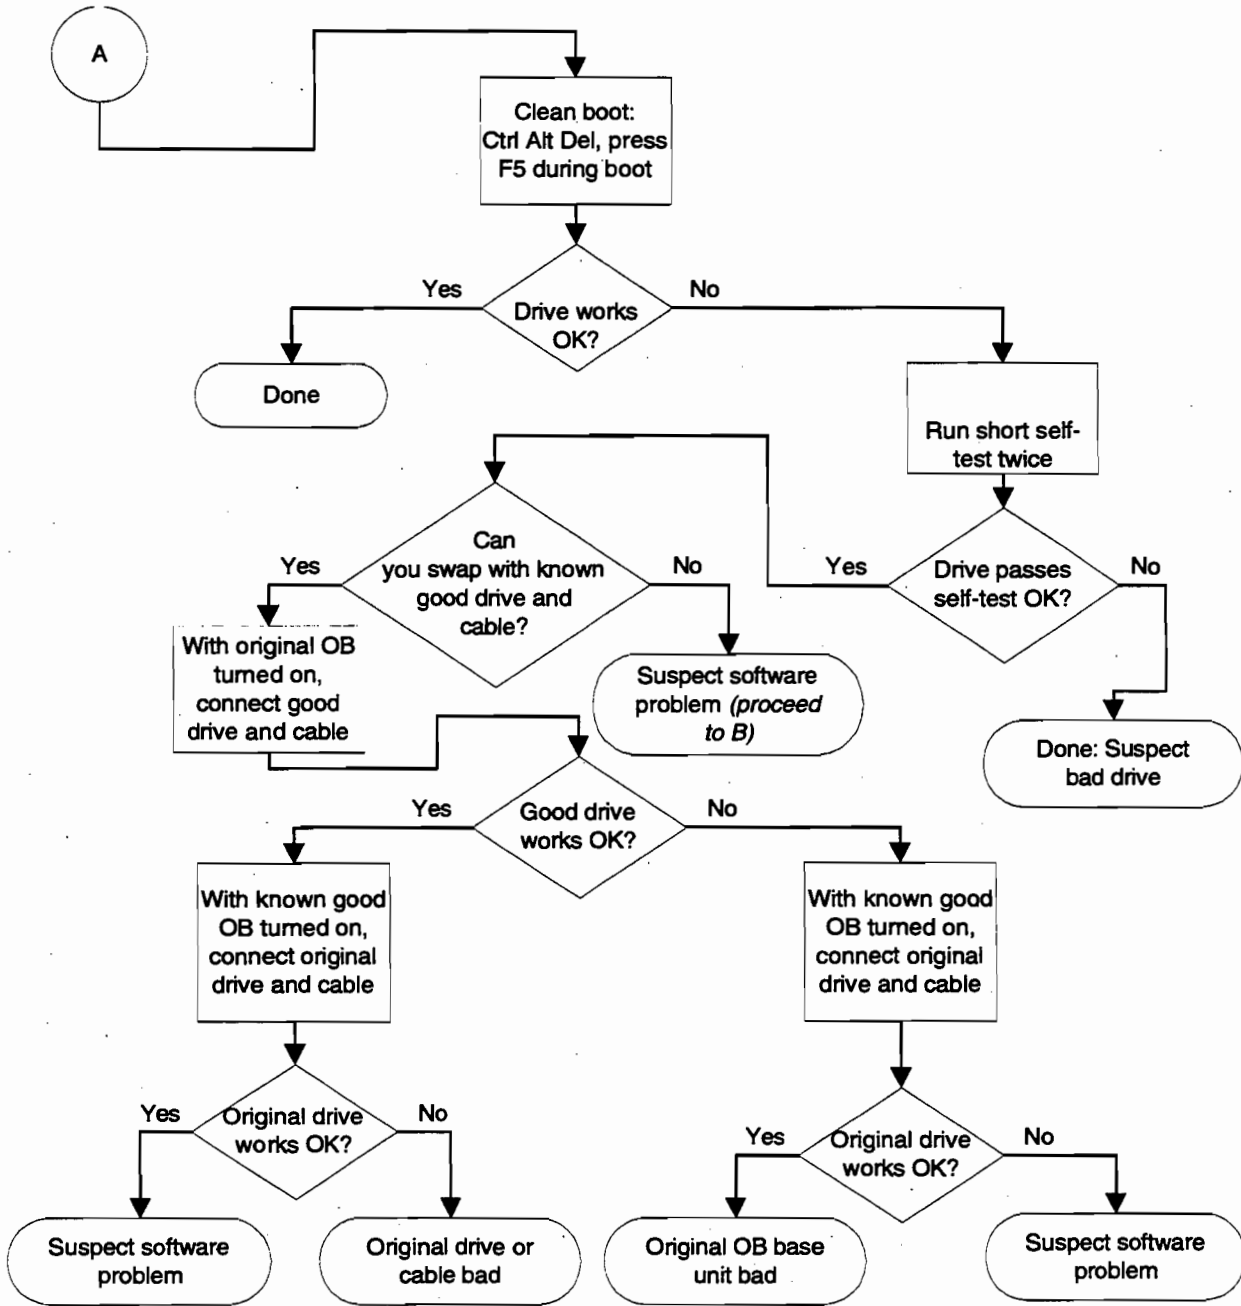 A
Clean boot:
Ctrl Alt Del, press
F5 during boot
Yes
No
Drive works
OK?
Done
Run short self-
test twice
Can
you swap with known
good drive and
cable?
Yes
No
Yes
Drive passes
self-test OK?
No
With original OB
turned on,
connect good
drive and cable
Suspect software
problem (proceed
to B)
Done: Suspect
bad drive
Yes
Good drive
works OK?
No
With known good
OB turned on,
connect original
drive and cable
With known good
OB turned on,
connect original
drive and cable
Yes
Original drive
works OK?
No
Yes
Original drive
works OK?
No
Suspect software
problem
Original drive or
cable bad
Original OB base
unit bad
Suspect software
problem